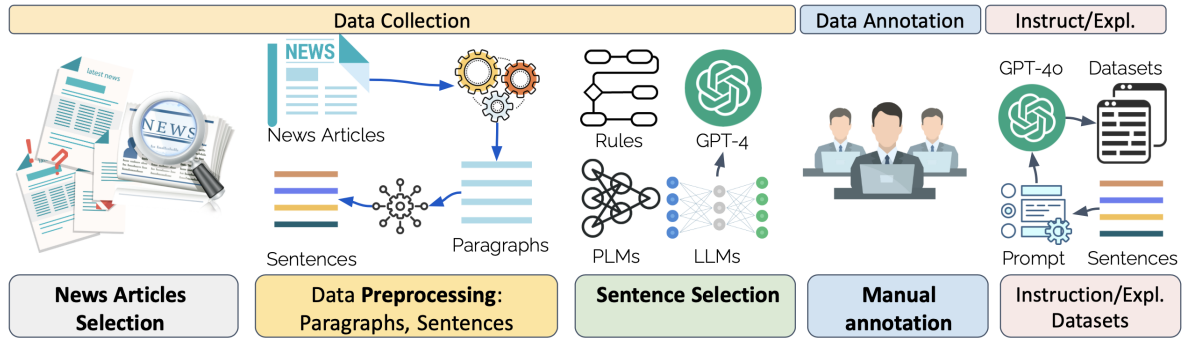 Data Collection
Data Annotation
Instruct/Expl.
latest news
NEWS
NEWS
News Articles
Sentences
Paragraphs
Rules
GPT-4
PLMs
LLMs
GPT-4o
Datasets
Prompt
Sentences
News Articles
Selection
Data Preprocessing:
Paragraphs, Sentences
Sentence Selection
Manual
annotation
Instruction/Expl.
Datasets